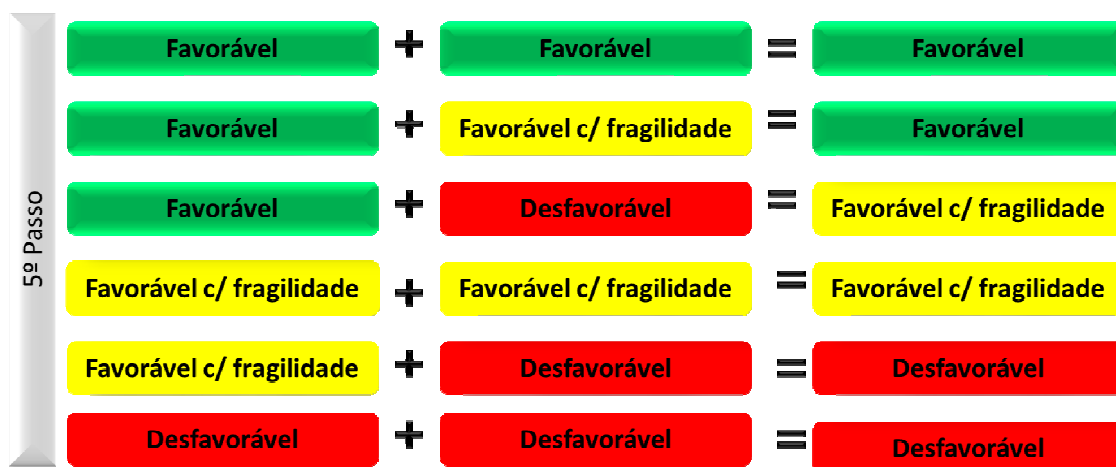 5º Passo
Favorável + Favorável = Favorável
Favorável + Favorável c/ fragilidade = Favorável
Favorável + Desfavorável = Favorável c/ fragilidade
Favorável c/ fragilidade + Favorável c/ fragilidade = Favorável c/ fragilidade
Favorável c/ fragilidade + Desfavorável = Desfavorável
Desfavorável + Desfavorável = Desfavorável